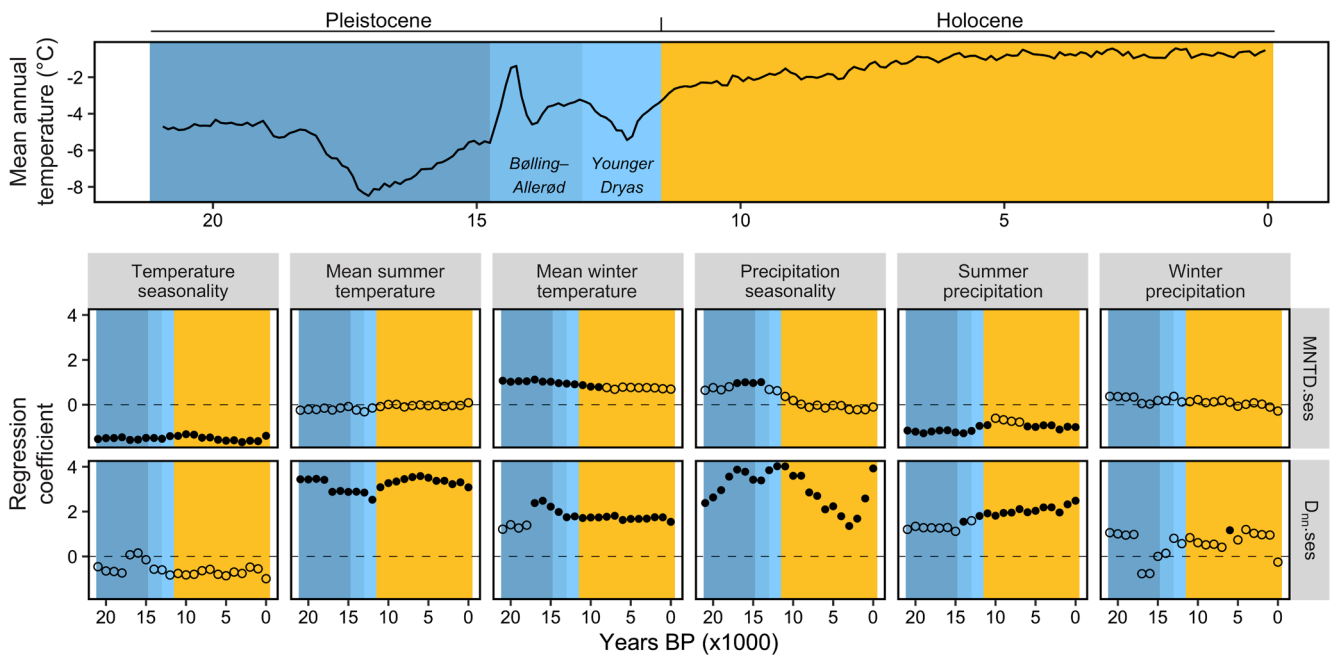 Pleistocene Holocene
Mean annual
temperature (°C)
-2
-4
-6
-8
Bølling–
Allerød
Younger
Dryas
20 15 10 5 0
Temperature
seasonality
Mean summer
temperature
Mean winter
temperature
Precipitation
seasonality
Summer
precipitation
Winter
precipitation
Regression
coefficient
4
2
0
MNTD.ses
4
2
0
Dnn.ses
20 15 10 5 0 20 15 10 5 0 20 15 10 5 0 20 15 10 5 0 20 15 10 5 0 20 15 10 5 0
Years BP (x1000)